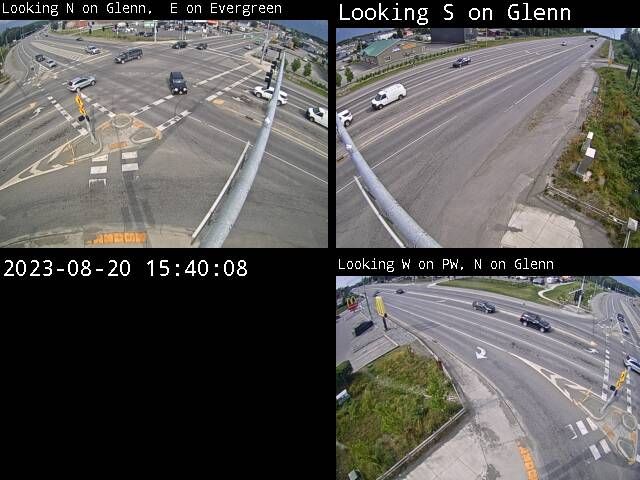 Looking N on Glenn, E on Evergreen
Looking S on Glenn
2023-08-20 15:40:08
Looking W on PW, N on Glenn